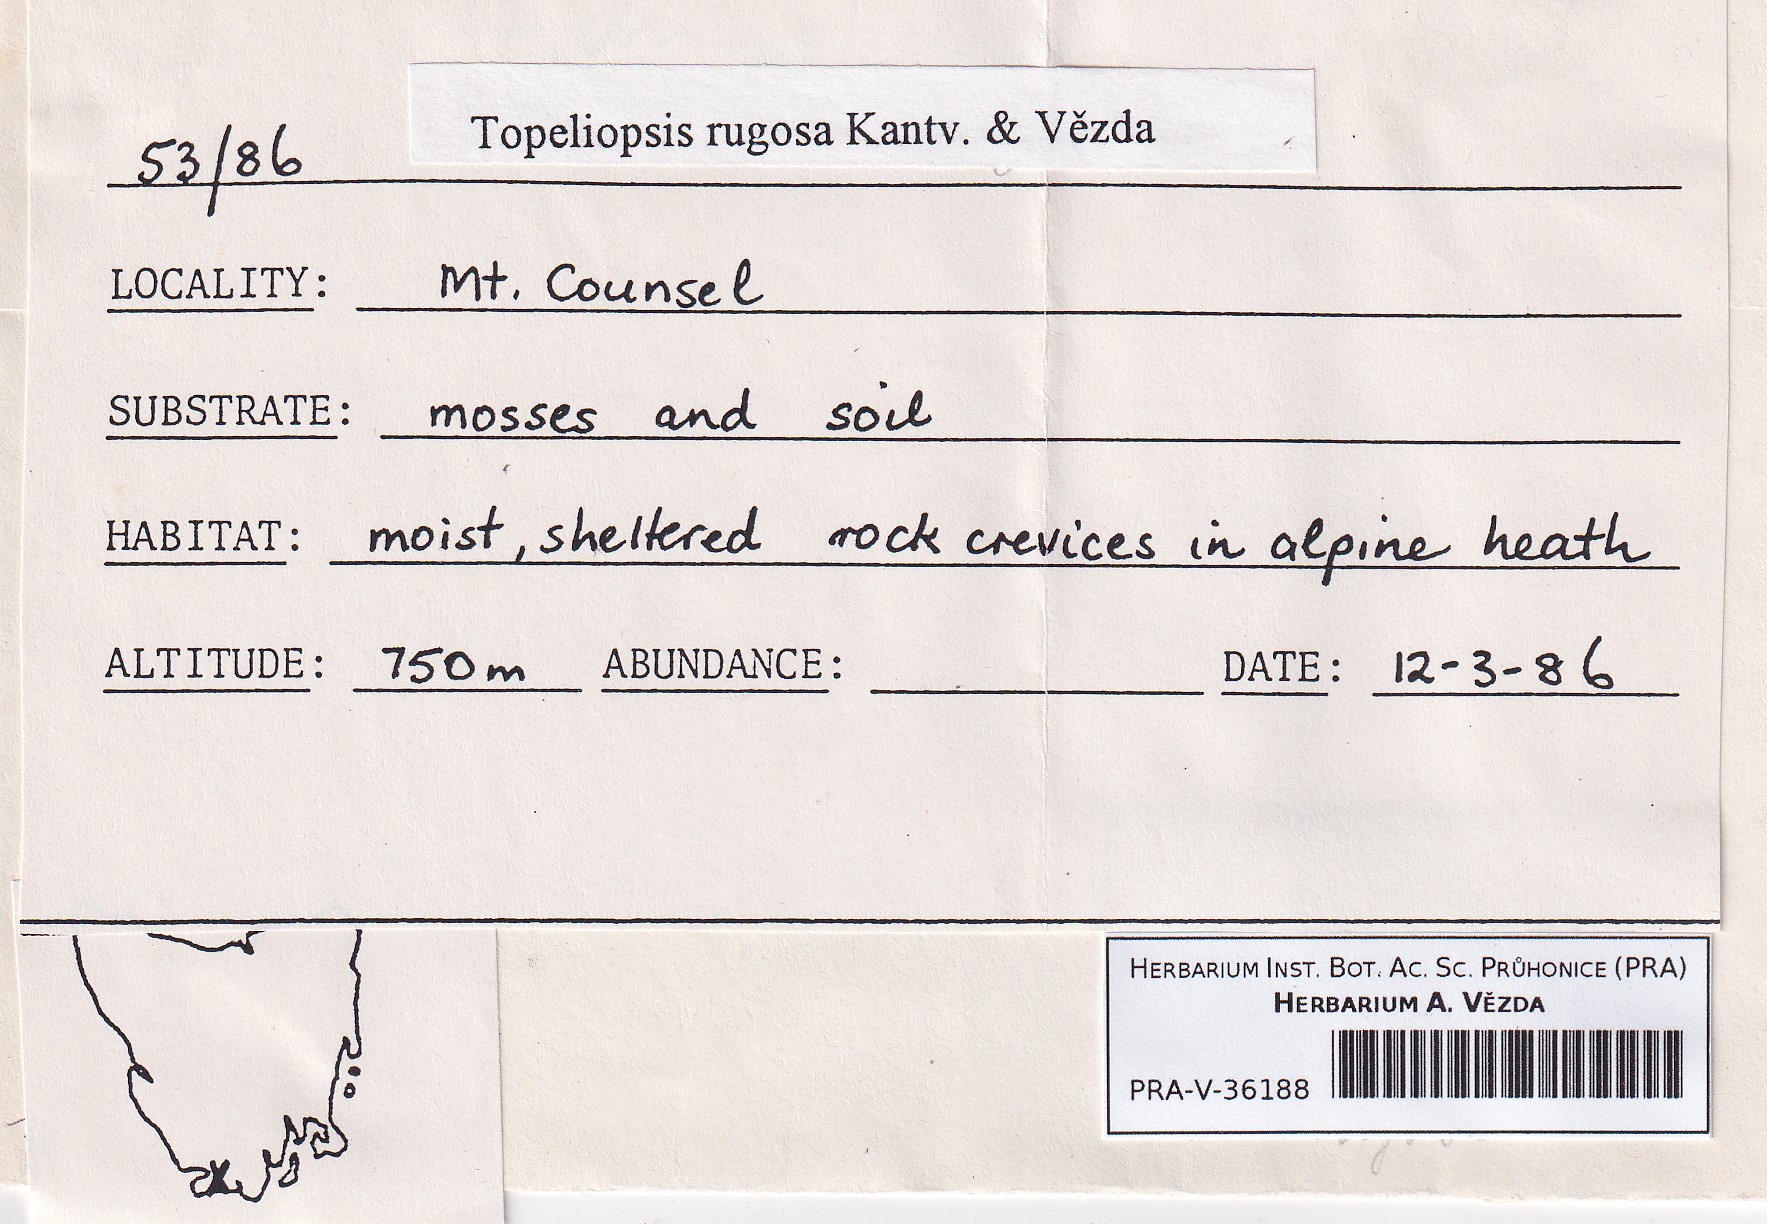 Topeliopsis rugosa Kantv. & Vězda
53/86
LOCALITY: Mt. Counsel
SUBSTRATE: mosses and soil
HABITAT: moist, sheltered rock crevices in alpine heath
ALTITUDE: 750m ABUNDANCE: DATE: 12-3-86
HERBARIUM INST. BOT. AC. SC. PRŮHONICE (PRA)
HERBARIUM A. VĚZDA
PRA-V-36188